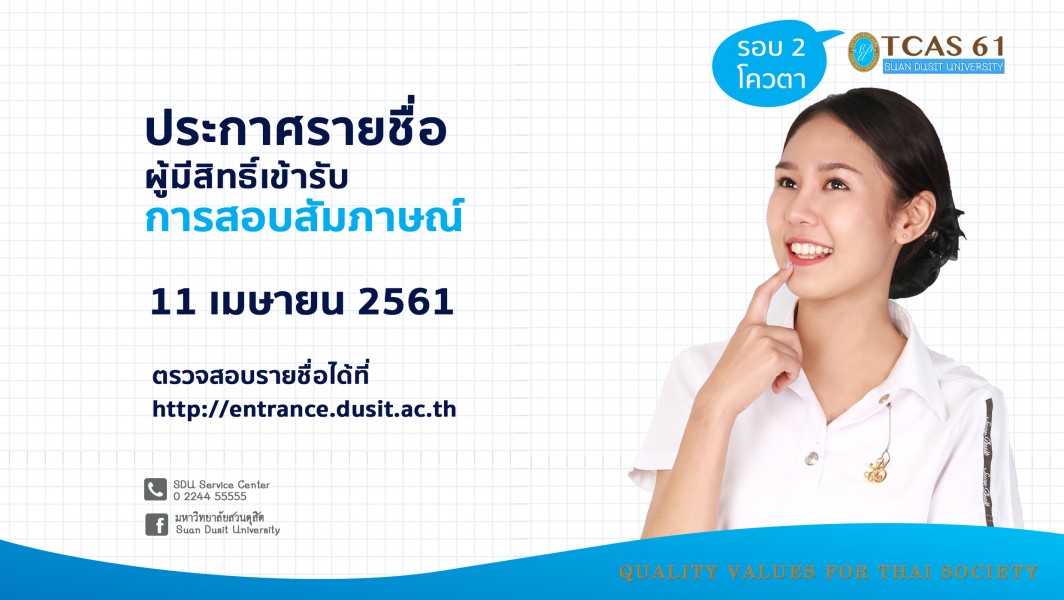 รอบ 2
โควตา
TCAS 61
SUAN DUSIT UNIVERSITY
ประกาศรายชื่อ
ผู้มีสิทธิ์เข้ารับ
การสอบสัมภาษณ์
11 เมษายน 2561
ตรวจสอบรายชื่อได้ที่
http://entrance.dusit.ac.th
SDU Service Center
0 2244 55555
มหาวิทยาลัยสวนดุสิต
Suan Dusit University
QUALITY VALUES FOR THAI SOCIETY